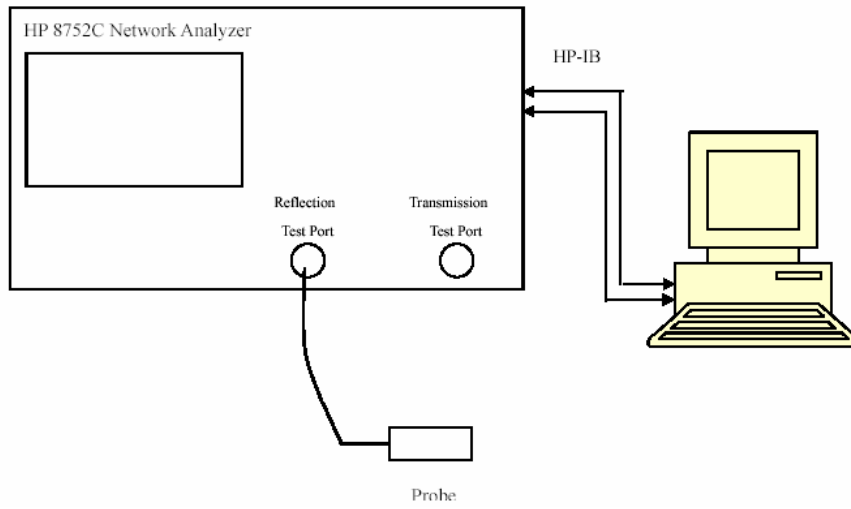 HP 8752C Network Analyzer
HP-IB
Reflection
Test Port
Transmission
Test Port
Probe